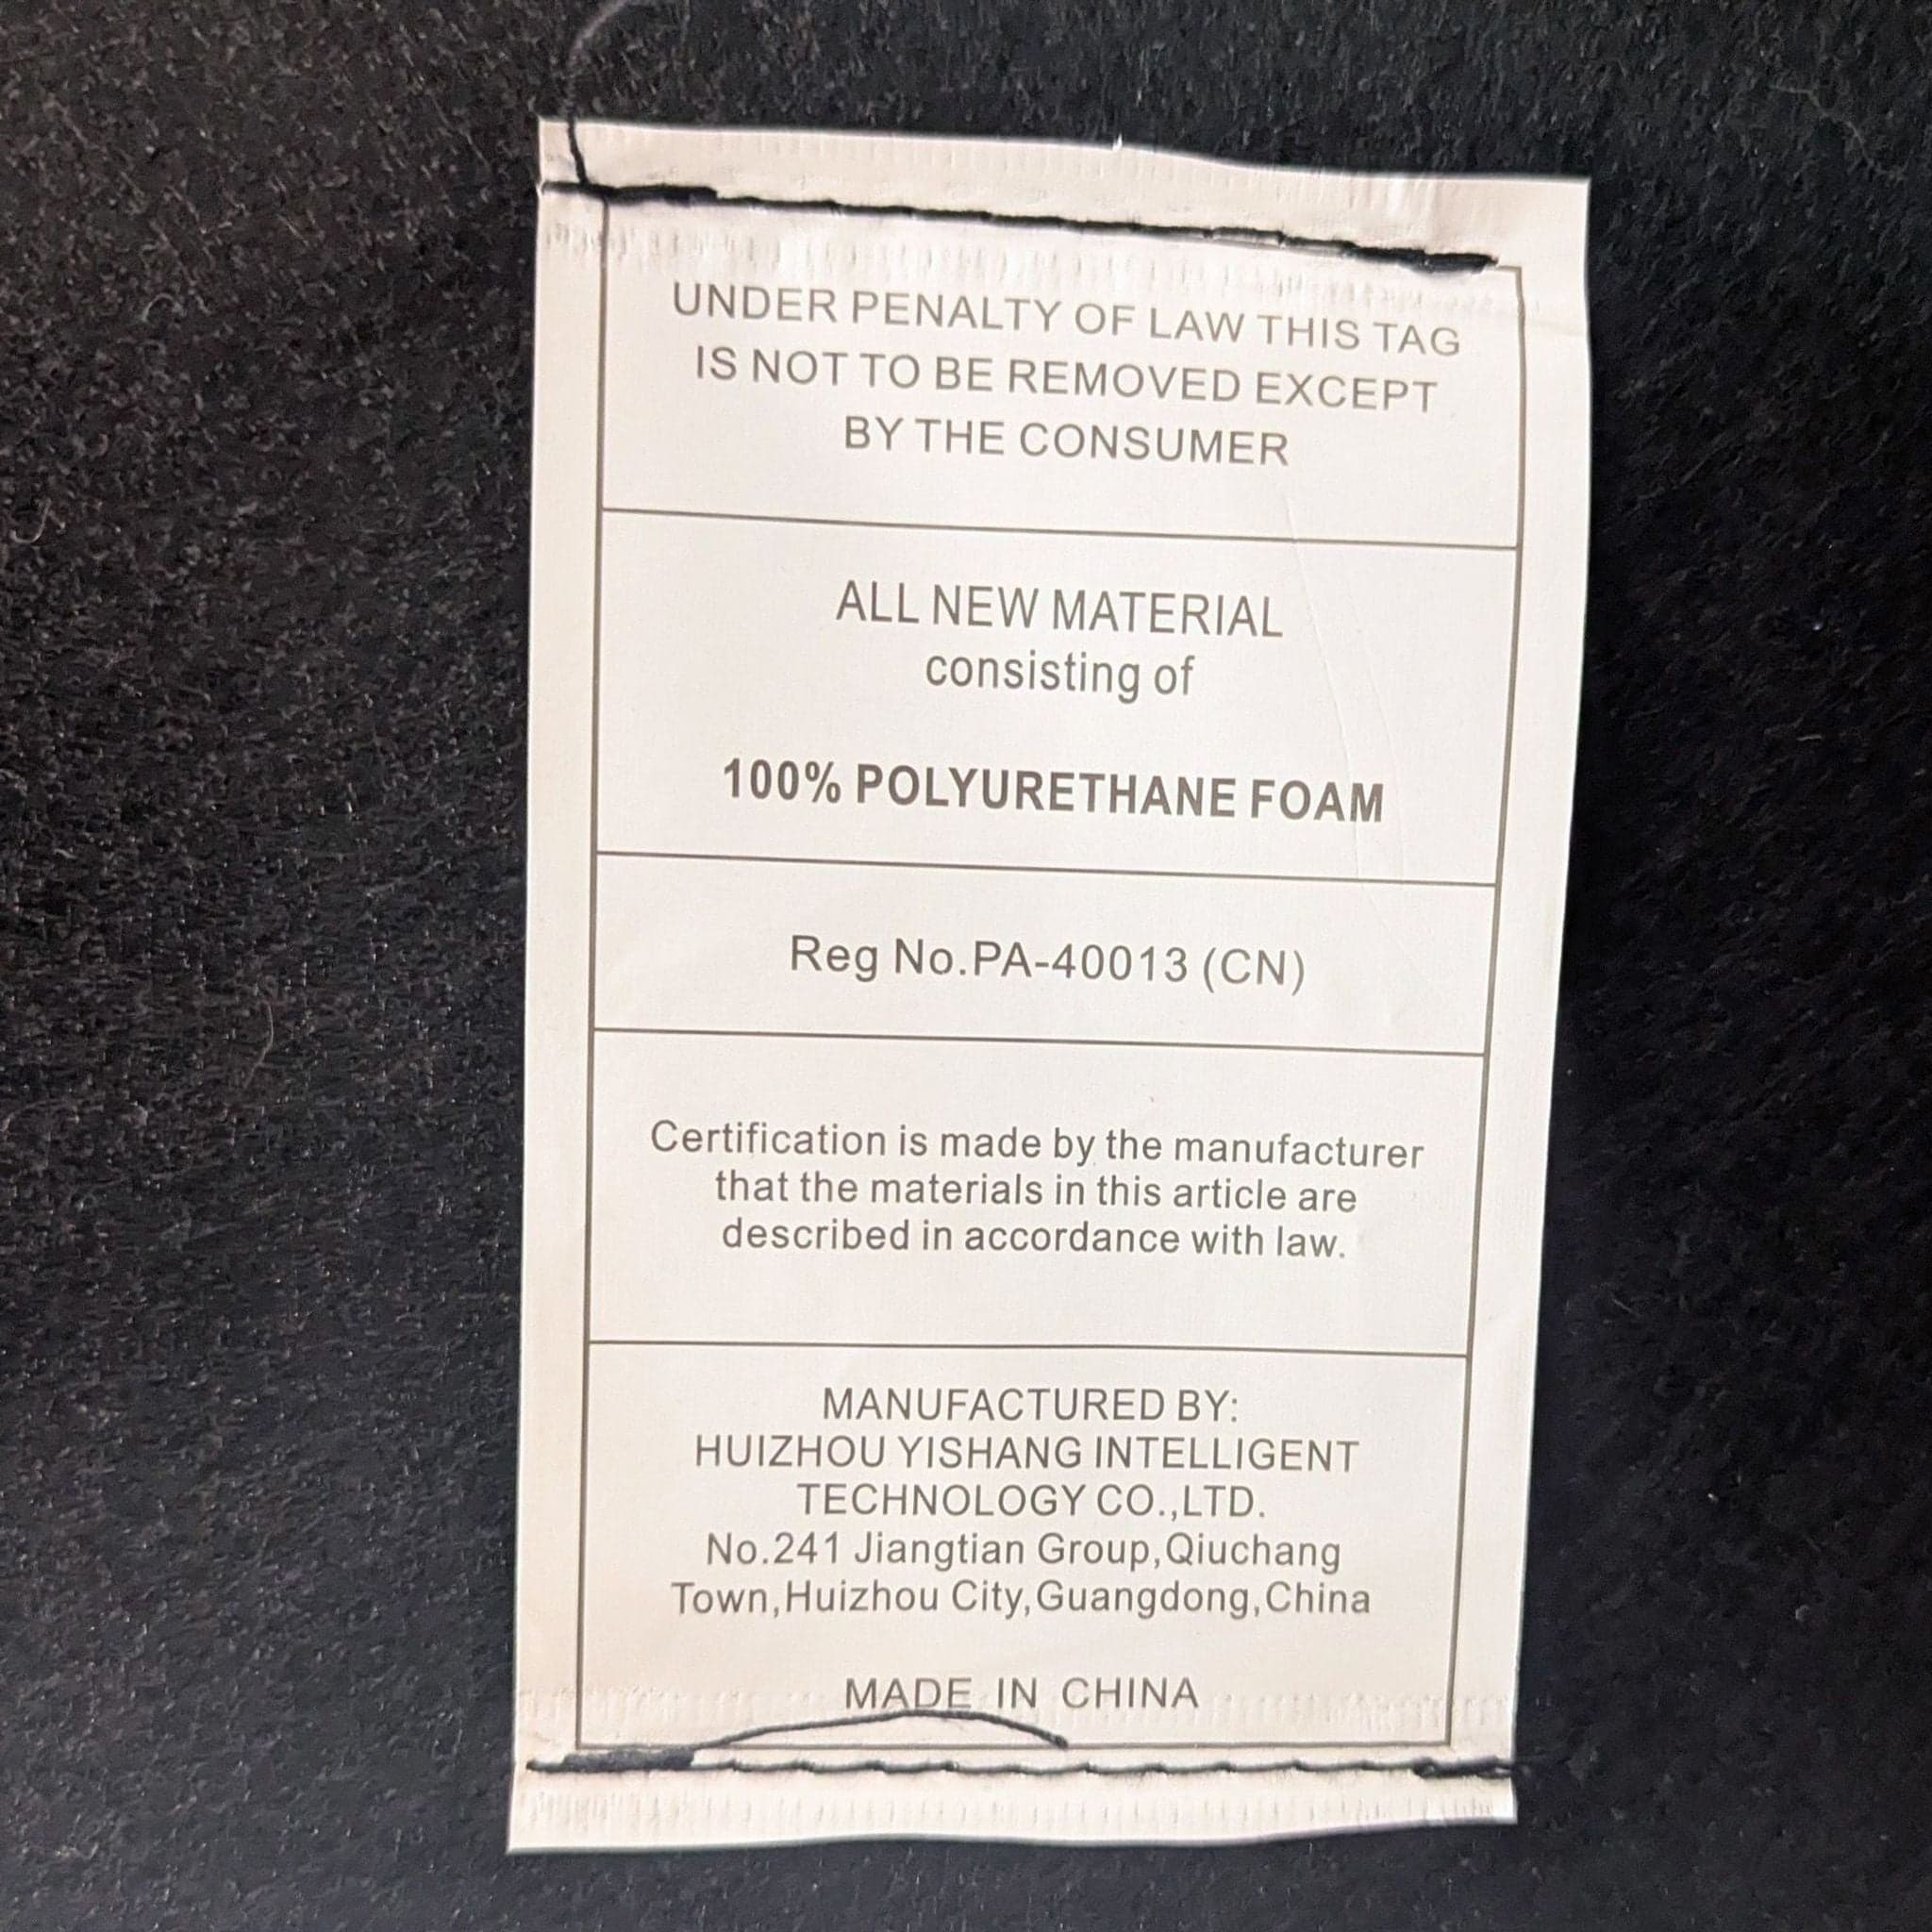 UNDER PENALTY OF LAW THIS TAG
IS NOT TO BE REMOVED EXCEPT
BY THE CONSUMER
ALL NEW MATERIAL
consisting of
100% POLYURETHANE FOAM
Reg No.PA-40013 (CN)
Certification is made by the manufacturer
that the materials in this article are
described in accordance with law.
MANUFACTURED BY:
HUIZHOU YISHANG INTELLIGENT
TECHNOLOGY CO.,LTD.
No.241 Jiangtian Group,Qiuchang
Town,Huizhou City,Guangdong,China
MADE IN CHINA